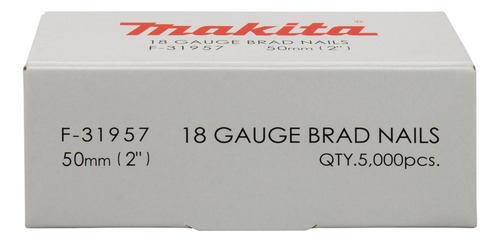 makita®
18 GAUGE BRAD NAILS
F-31957 50mm (2")
F-31957 18 GAUGE BRAD NAILS
50mm (2") QTY.5,000pcs.